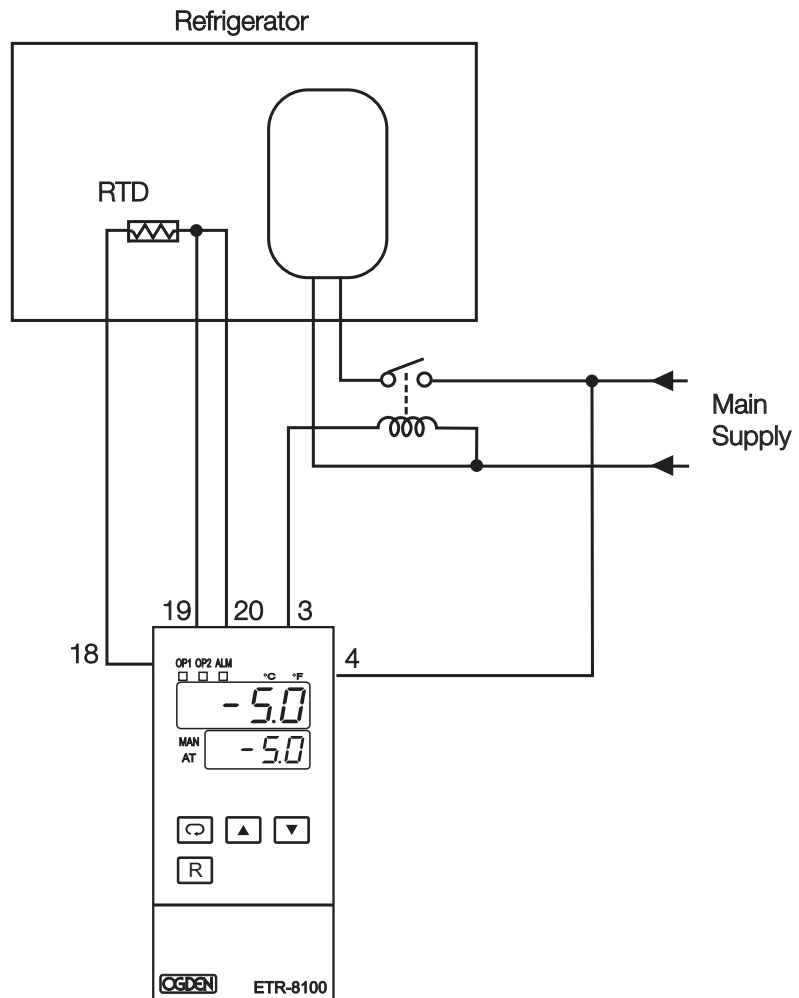 Refrigerator
RTD
Main
Supply
19 20 3
18
4
OP1 OP2 ALM
°C °F
-5.0
MAN
AT
-5.0
R
OGDEN
ETR-8100